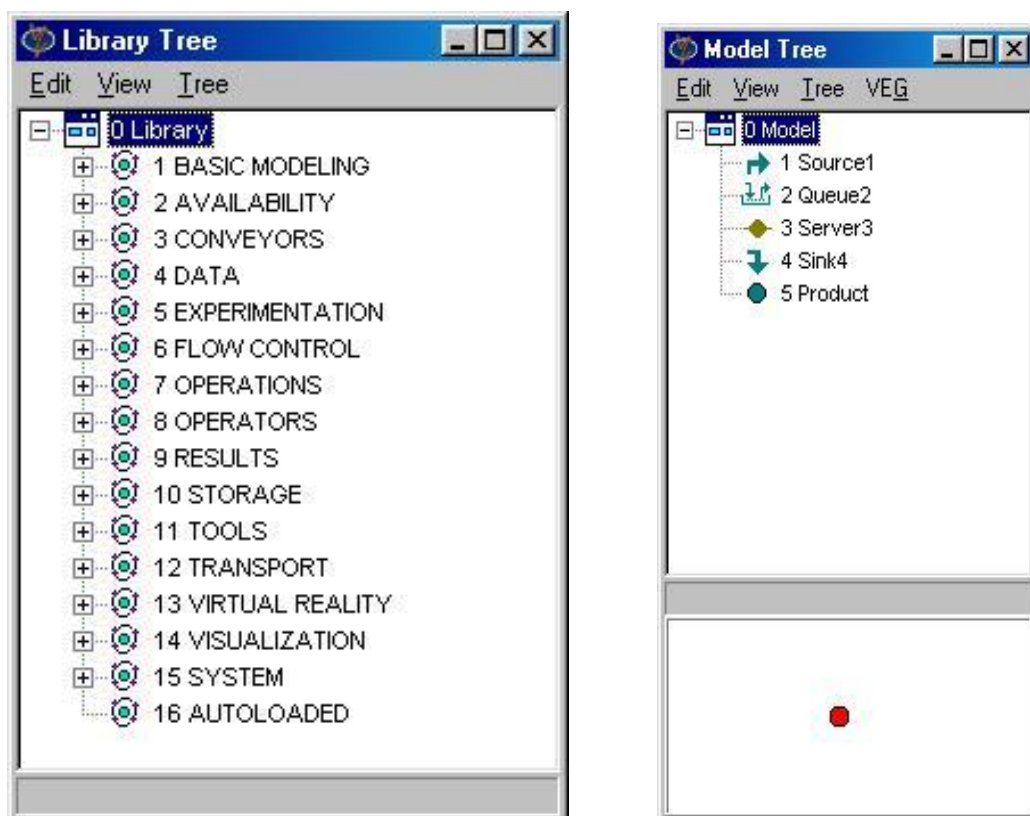 Library Tree
Edit View Tree
0 Library
1 BASIC MODELING
2 AVAILABILITY
3 CONVEYORS
4 DATA
5 EXPERIMENTATION
6 FLOW CONTROL
7 OPERATIONS
8 OPERATORS
9 RESULTS
10 STORAGE
11 TOOLS
12 TRANSPORT
13 VIRTUAL REALITY
14 VISUALIZATION
15 SYSTEM
16 AUTOLOADED
Model Tree
Edit View Tree VEG
0 Model
1 Source1
2 Queue2
3 Server3
4 Sink4
5 Product